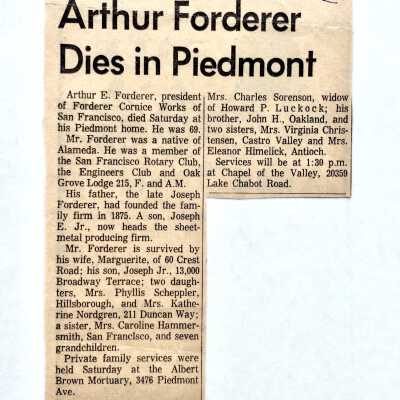 Arthur Forderer
Dies in Piedmont
Arthur E. Forderer, president
of Forderer Cornice Works of
San Francisco, died Saturday at
his Piedmont home. He was 69.
Mr. Forderer was a native of
Alameda. He was a member of
the San Francisco Rotary Club,
the Engineers Club and Oak
Grove Lodge 215, F. and A.M.
His father, the late Joseph
Forderer, had founded the fam-
ily firm in 1875. A son, Joseph
E. Jr., now heads the sheet-
metal producing firm.
Mr. Forderer is survived by
his wife, Marguerite, of 60 Crest
Road; his son, Joseph Jr., 13,000
Broadway Terrace; two daugh-
ters, Mrs. Phyllis Scheppler,
Hillsborough, and Mrs. Kathe-
rine Nordgren, 211 Duncan Way;
a sister, Mrs. Caroline Hammer-
smith, San Francisco, and seven
grandchildren.
Private family services were
held Saturday at the Albert
Brown Mortuary, 3476 Piedmont
Ave.
Mrs. Charles Sorenson, widow
of Howard P. Luckock; his
brother, John H., Oakland, and
two sisters, Mrs. Virginia Chris-
tensen, Castro Valley and Mrs.
Eleanor Himelick, Antioch.
Services will be at 1:30 p.m.
at Chapel of the Valley, 20359
Lake Chabot Road.